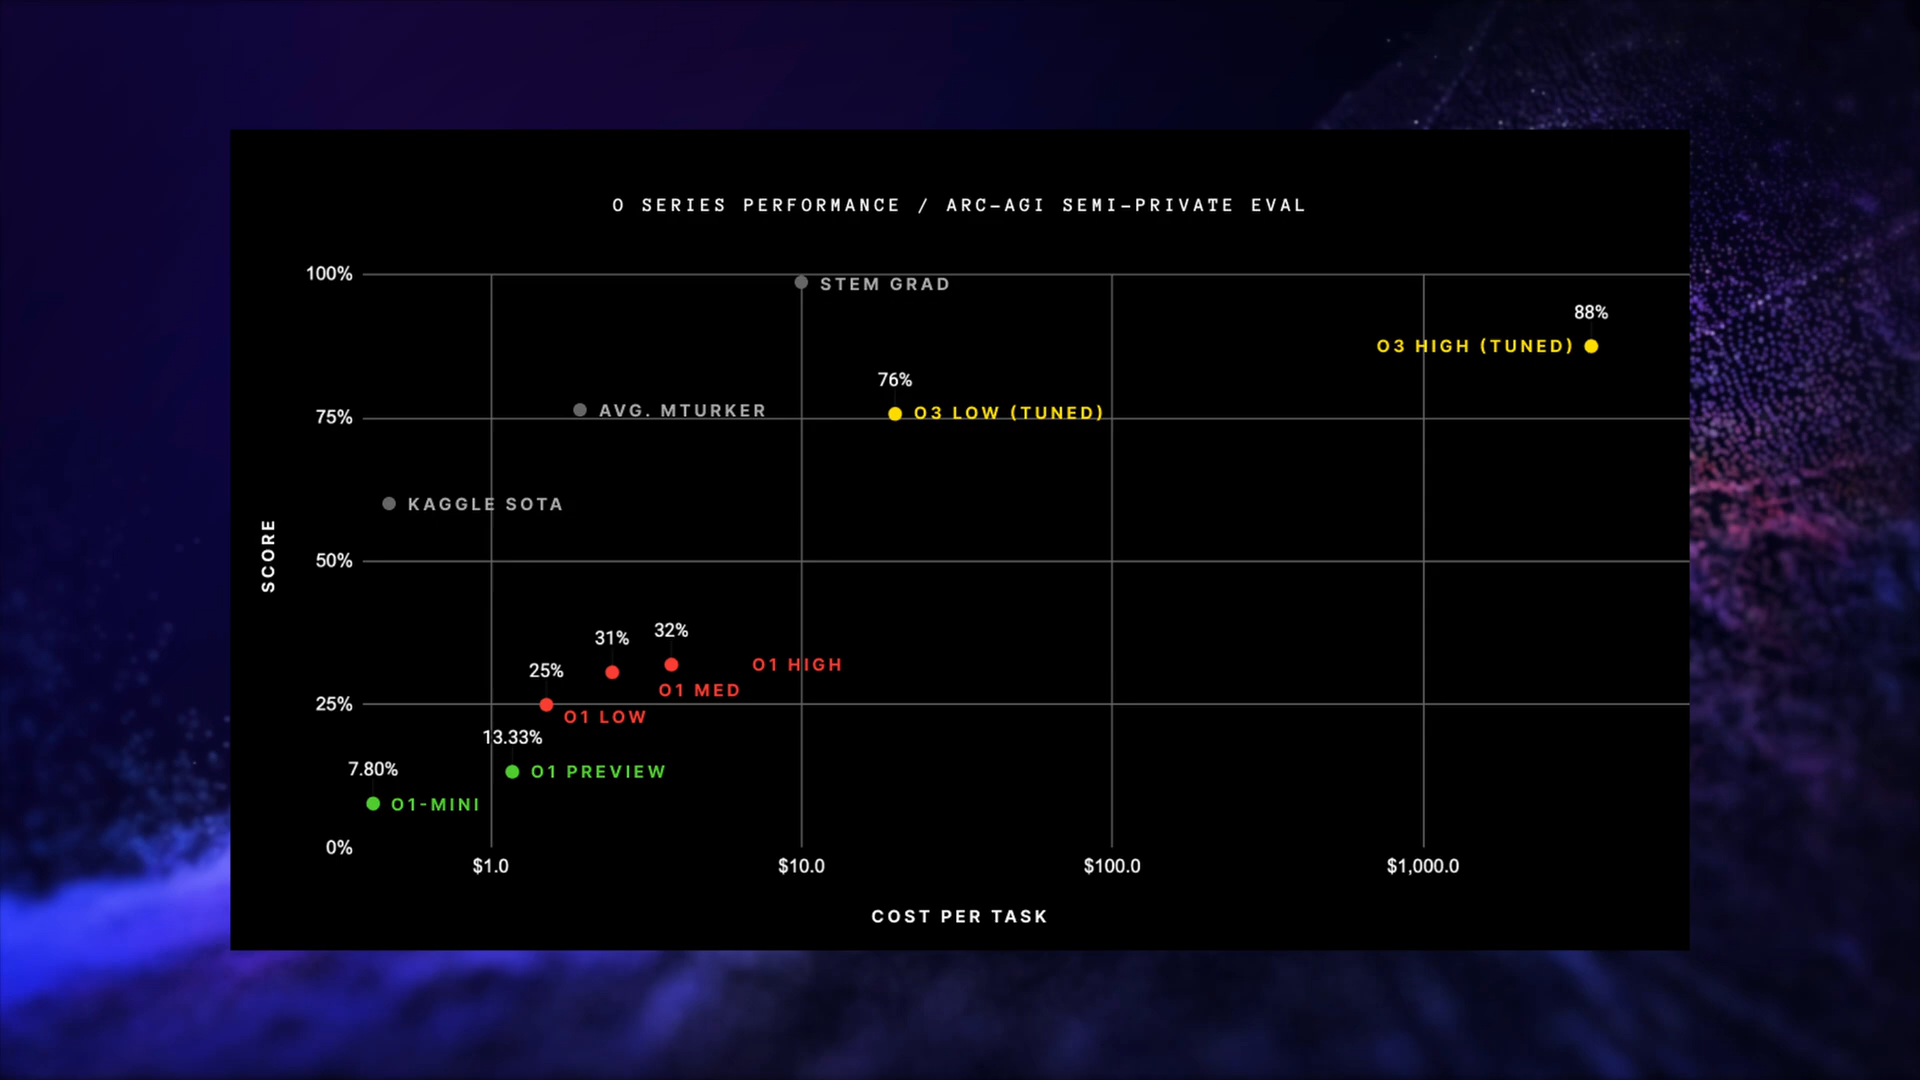 O SERIES PERFORMANCE / ARC-AGI SEMI-PRIVATE EVAL
100%
STEM GRAD
88%
O3 HIGH (TUNED)
76%
75%
AVG. MTURKER
O3 LOW (TUNED)
KAGGLE SOTA
SCORE
50%
31%
32%
25%
O1 HIGH
O1 MED
25%
O1 LOW
13.33%
7.80%
O1 PREVIEW
O1-MINI
0%
$1.0
$10.0
$100.0
$1,000.0
COST PER TASK